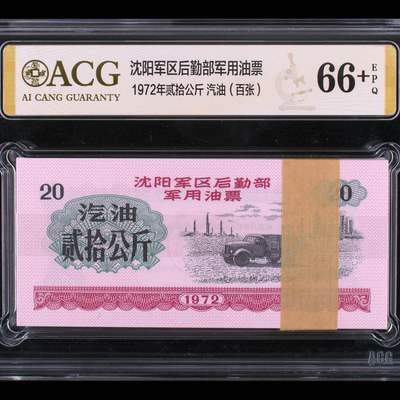 ACG
AI CANG GUARANTY
沈阳军区后勤部军用油票
1972年贰拾公斤 汽油（百张）
66+
EPQ
20
沈阳军区后勤部
军用油票
0
汽油
贰拾公斤
1972
ACG